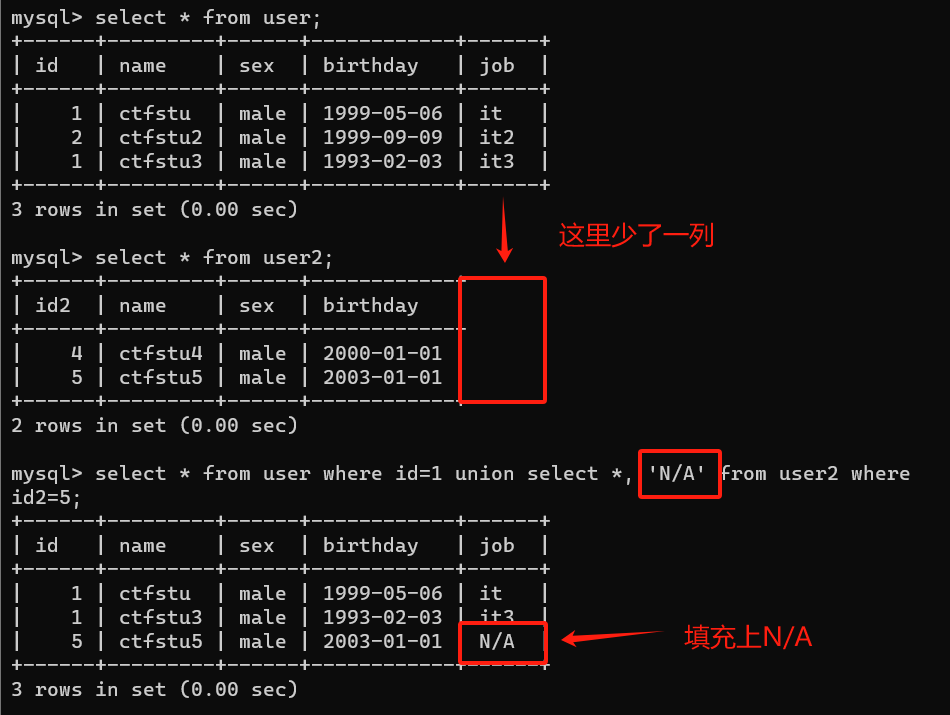 mysql> select * from user;
+------+---------+------+------------+------+
| id   | name    | sex  | birthday   | job  |
+------+---------+------+------------+------+
|    1 | ctfstu  | male | 1999-05-06 | it   |
|    2 | ctfstu2 | male | 1999-09-09 | it2  |
|    1 | ctfstu3 | male | 1993-02-03 | it3  |
+------+---------+------+------------+------+
3 rows in set (0.00 sec)
这里少了一列
mysql> select * from user2;
+------+---------+------+------------+
| id2  | name    | sex  | birthday
+------+---------+------+------------+
|    4 | ctfstu4 | male | 2000-01-01
|    5 | ctfstu5 | male | 2003-01-01
+------+---------+------+------------+
2 rows in set (0.00 sec)
mysql> select * from user where id=1 union select *, 'N/A' from user2 where
id2=5;
+------+---------+------+------------+------+
| id   | name    | sex  | birthday   | job  |
+------+---------+------+------------+------+
|    1 | ctfstu  | male | 1999-05-06 | it   |
|    1 | ctfstu3 | male | 1993-02-03 | it3  |
|    5 | ctfstu5 | male | 2003-01-01 | N/A  |
+------+---------+------+------------+------+
填充上N/A
3 rows in set (0.00 sec)